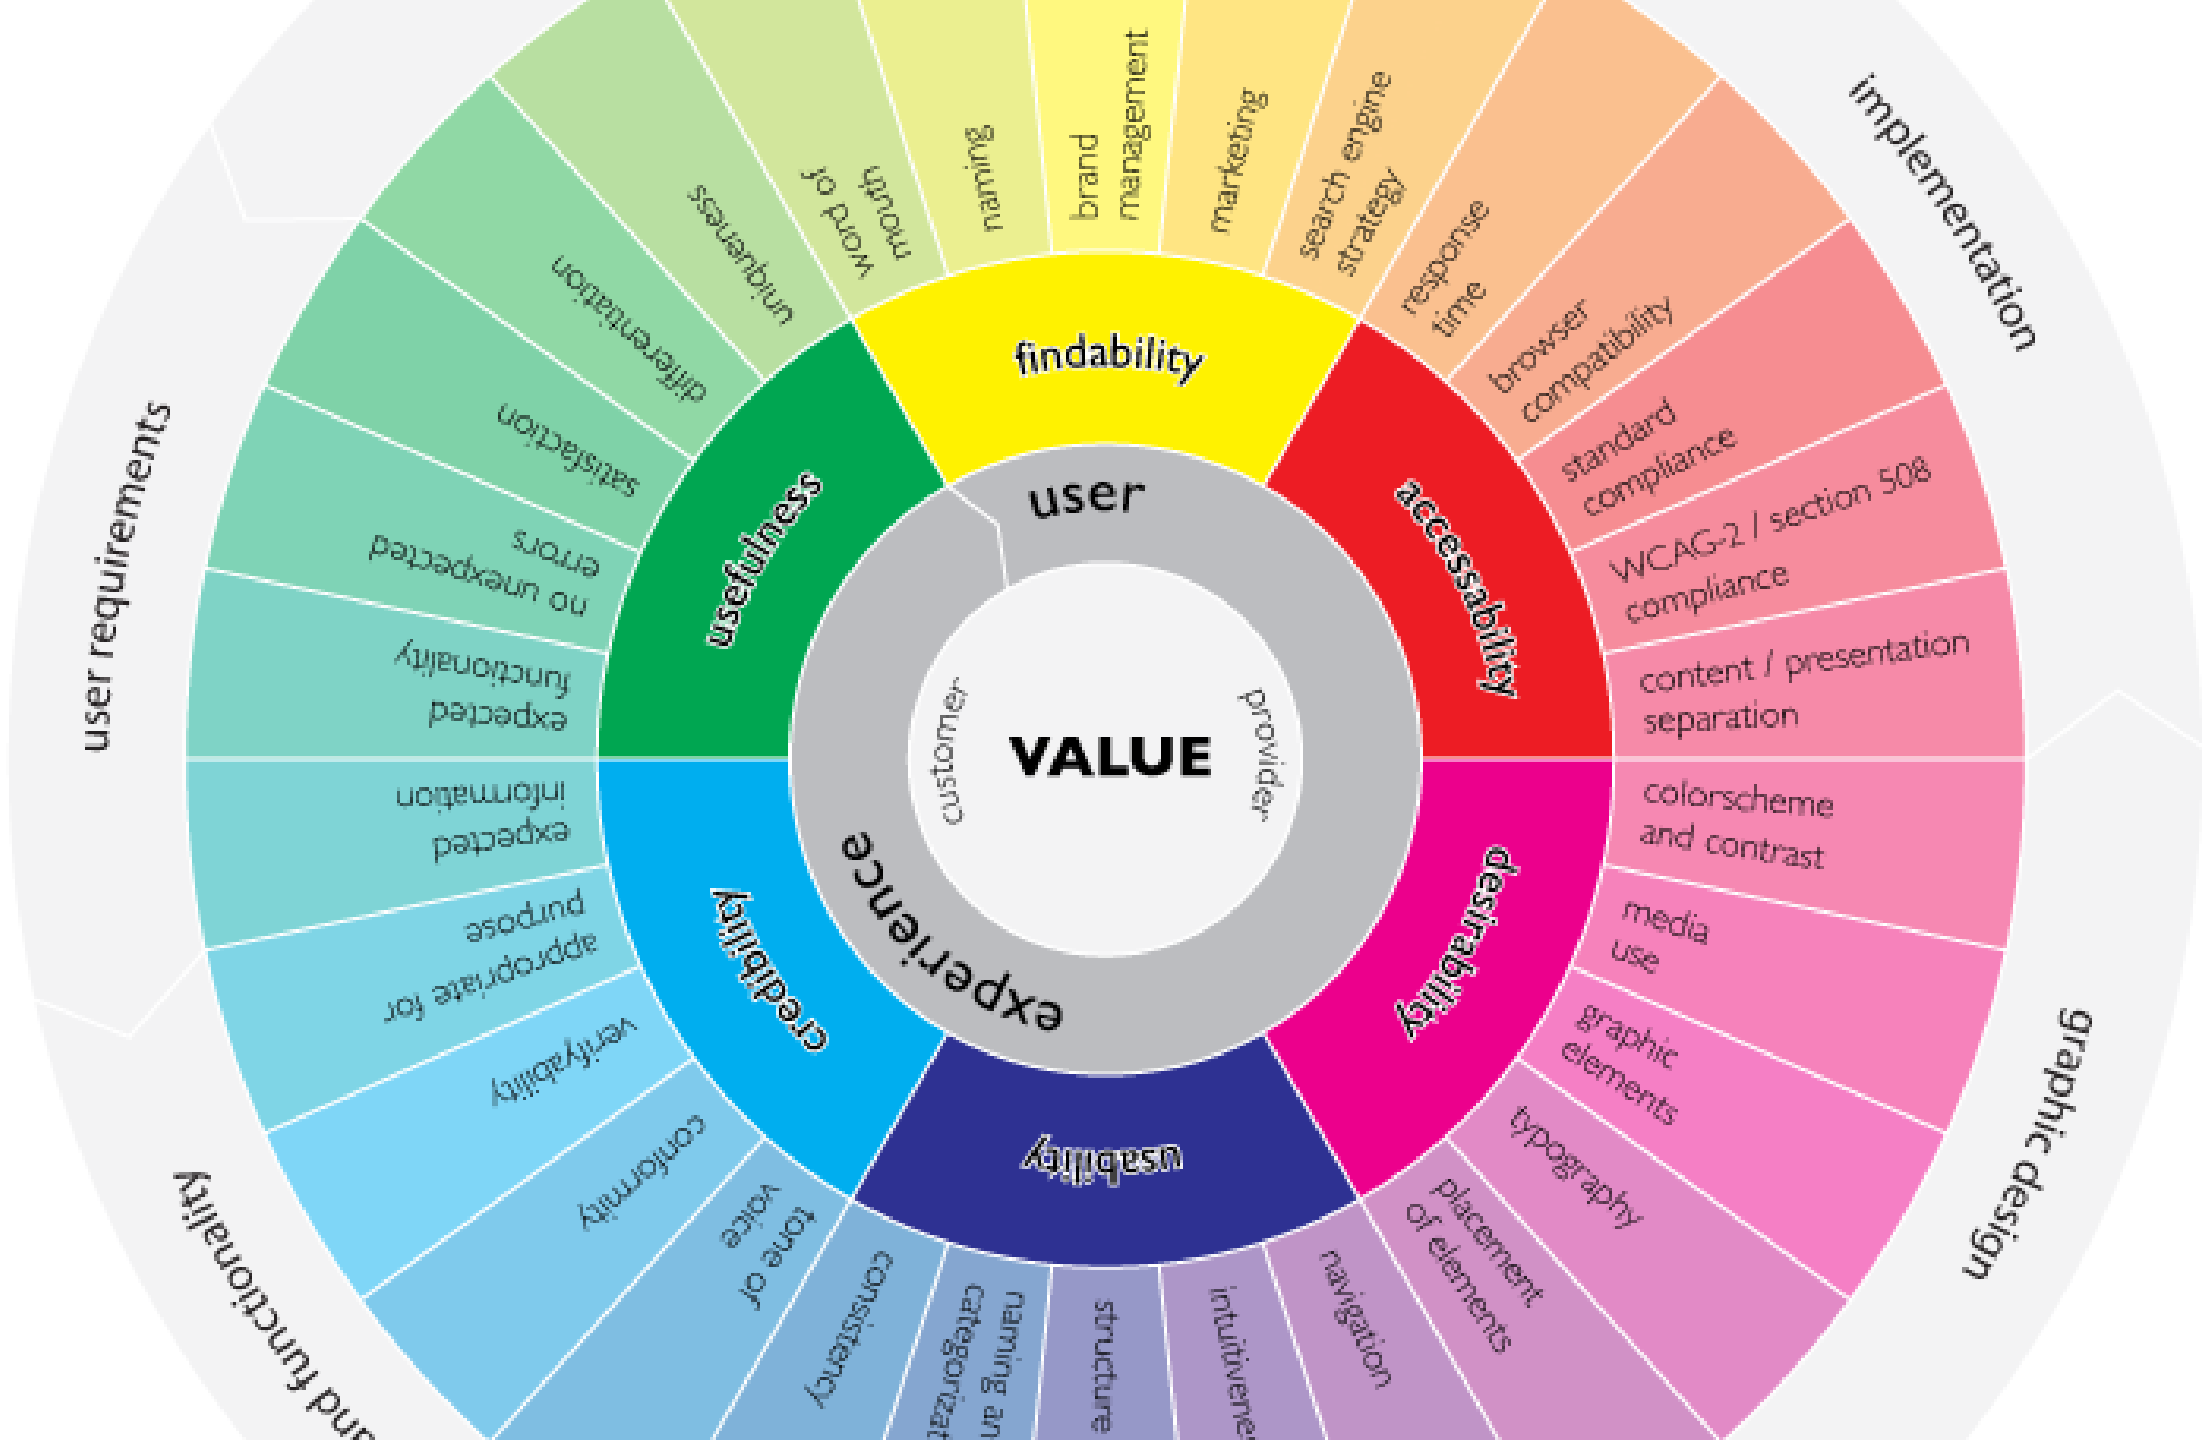 implementation
graphic design
functionality
user requirements
findability
accessability
desirability
usability
credibility
usefulness
user
experience
VALUE
customer
provider
word of
mouth
naming
brand
management
marketing
search engine
strategy
response
time
browser
compatibility
standard
compliance
WCAG-2 / section 508
compliance
content / presentation
separation
colorscheme
and contrast
media
use
graphic
elements
typography
placement
of elements
navigation
structure
naming
consistency
tone of
voice
conformity
verifyability
appropriate for
purpose
expected
information
expected
functionality
no unexpected
errors
satisfaction
differentiation
uniqueness